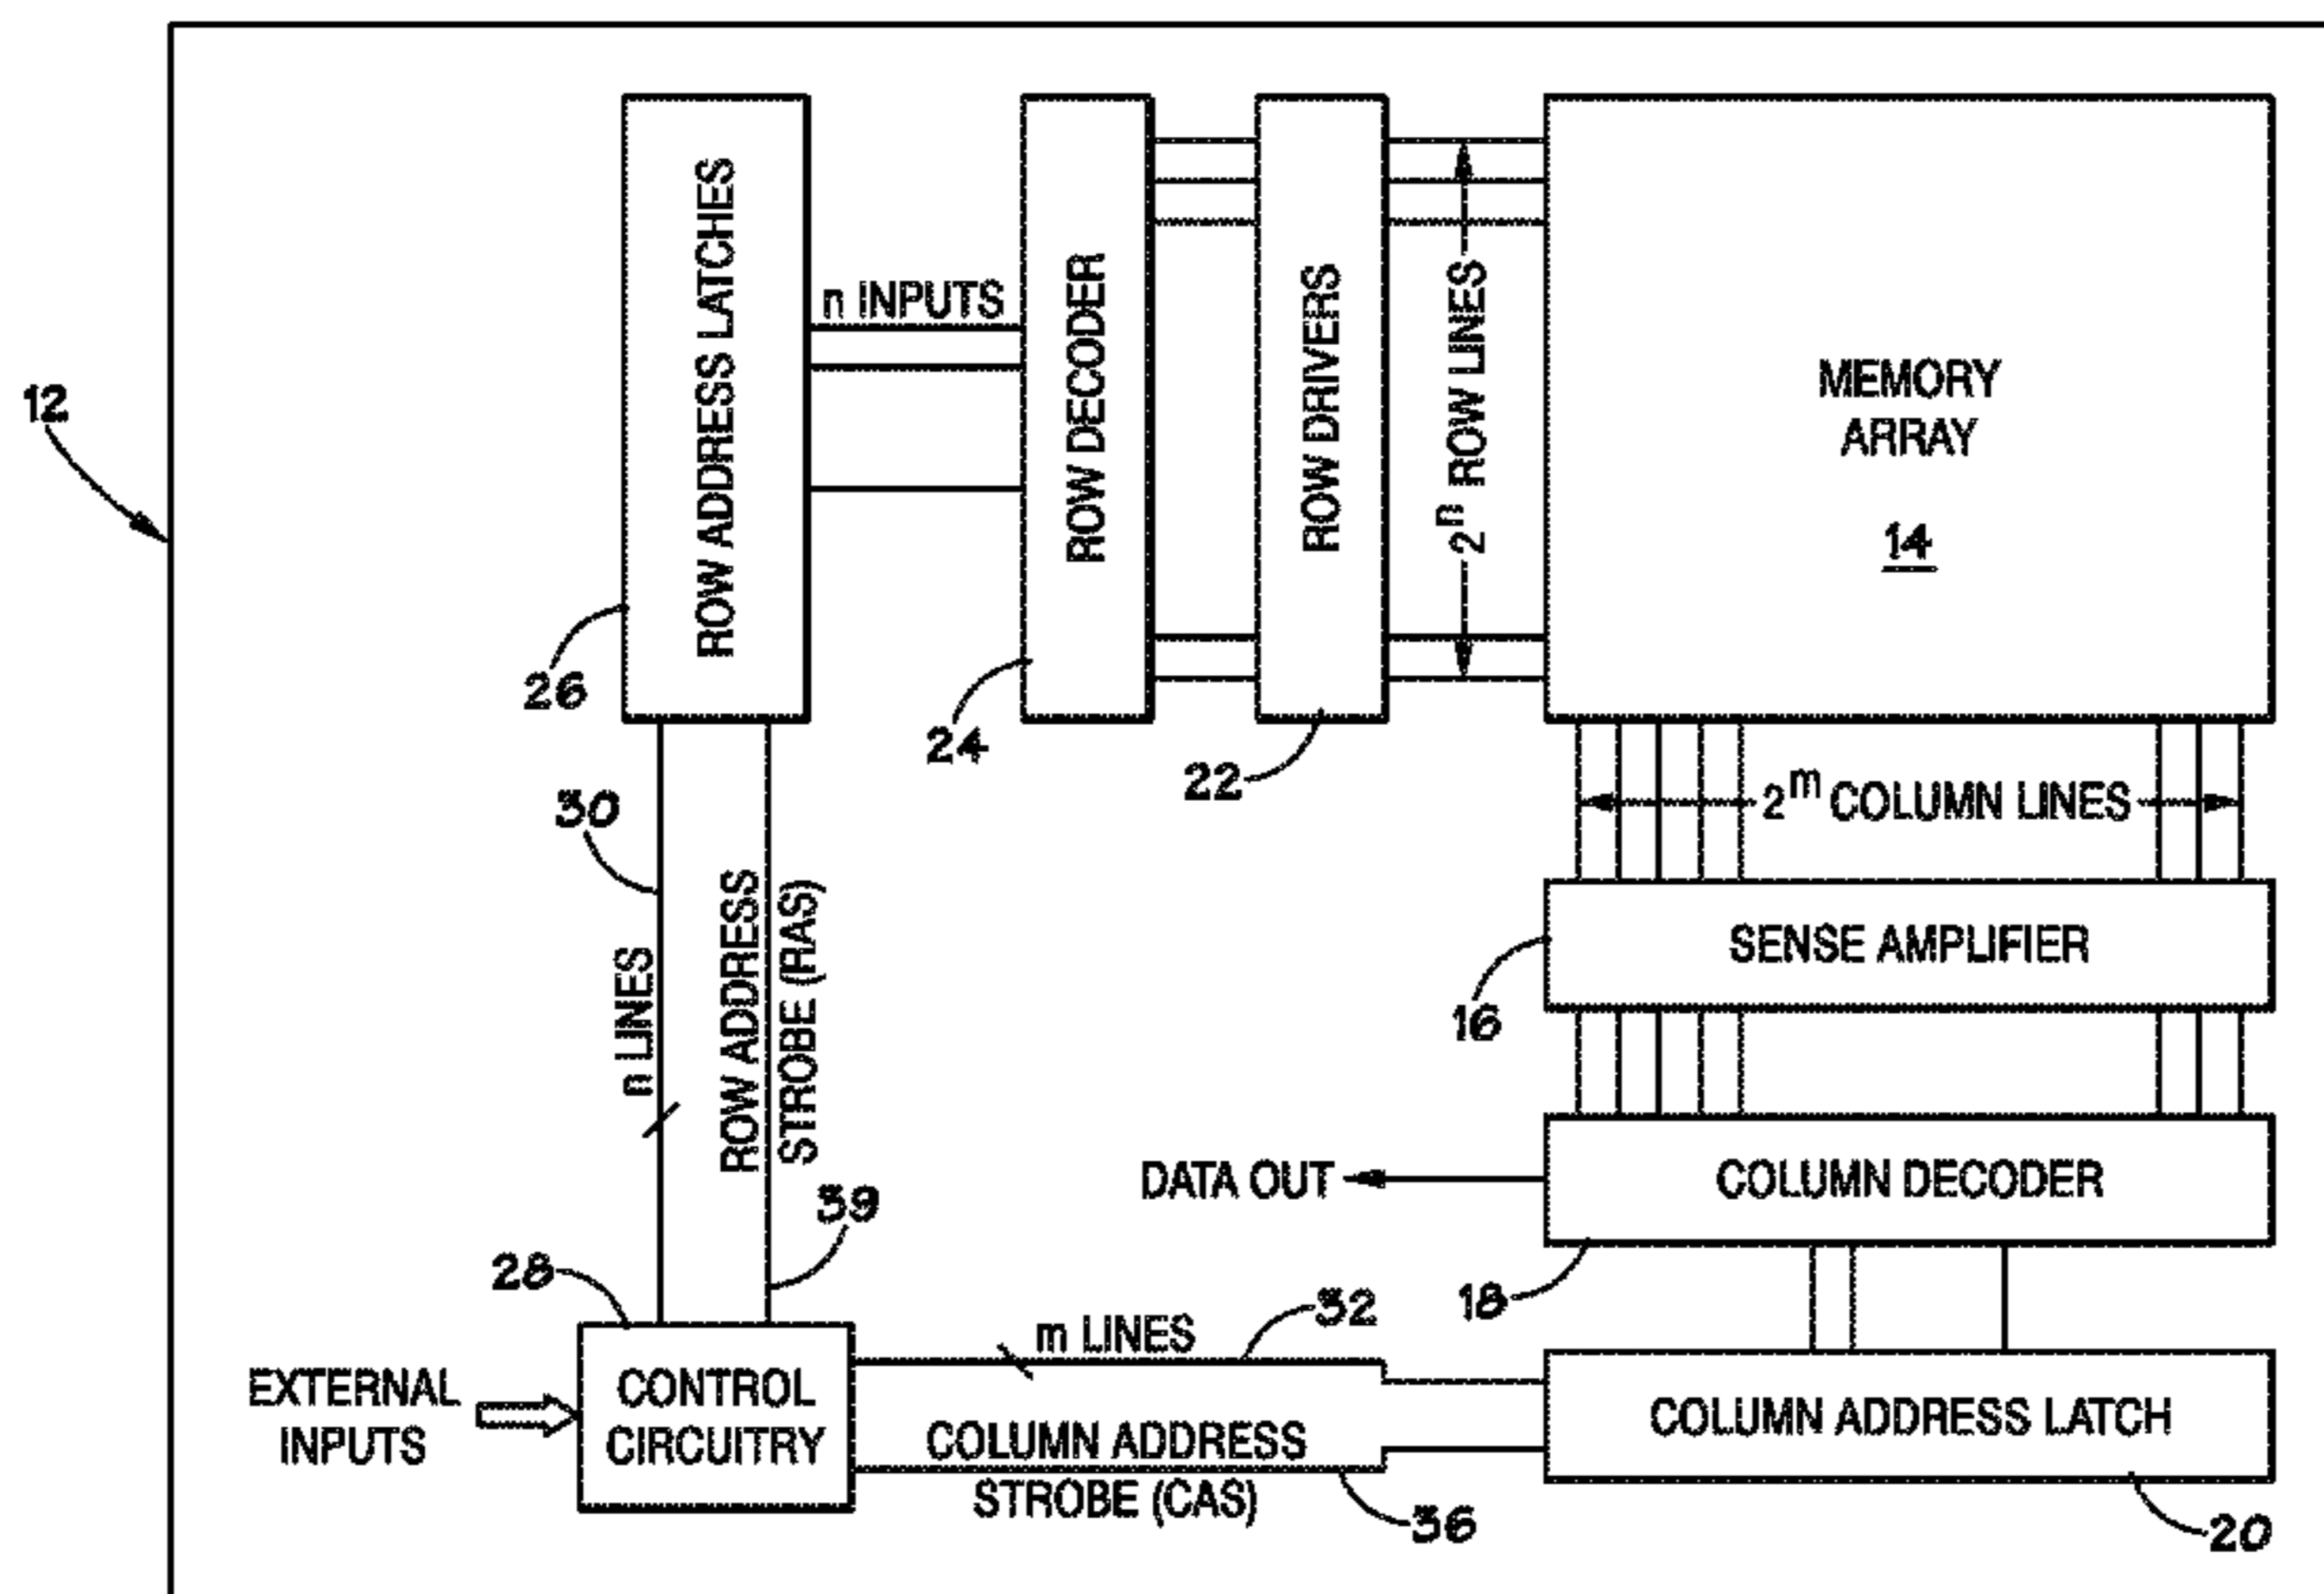 12
ROW ADDRESS LATCHES
26
n INPUTS
ROW DECODER
24
ROW DRIVERS
22
2ⁿ ROW LINES
MEMORY
ARRAY
14
2ᵐ COLUMN LINES
SENSE AMPLIFIER
16
COLUMN DECODER
18
DATA OUT
30
n LINES
ROW ADDRESS
STROBE (RAS)
39
28
EXTERNAL
INPUTS
CONTROL
CIRCUITRY
m LINES
32
COLUMN ADDRESS
STROBE (CAS)
36
COLUMN ADDRESS LATCH
20